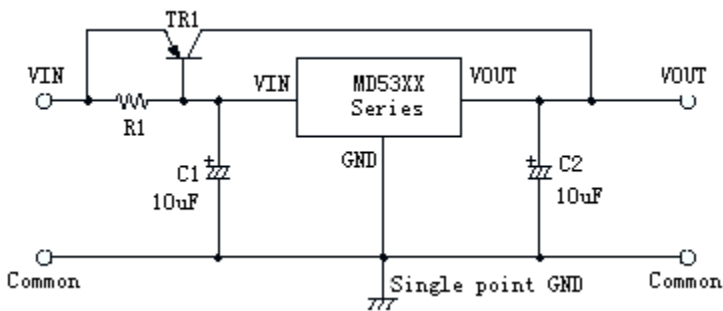 TR1
VIN
VIN
MD53XX
Series
VOUT
VOUT
R1
GND
C1
10uF
C2
10uF
Common
Single point GND
Common